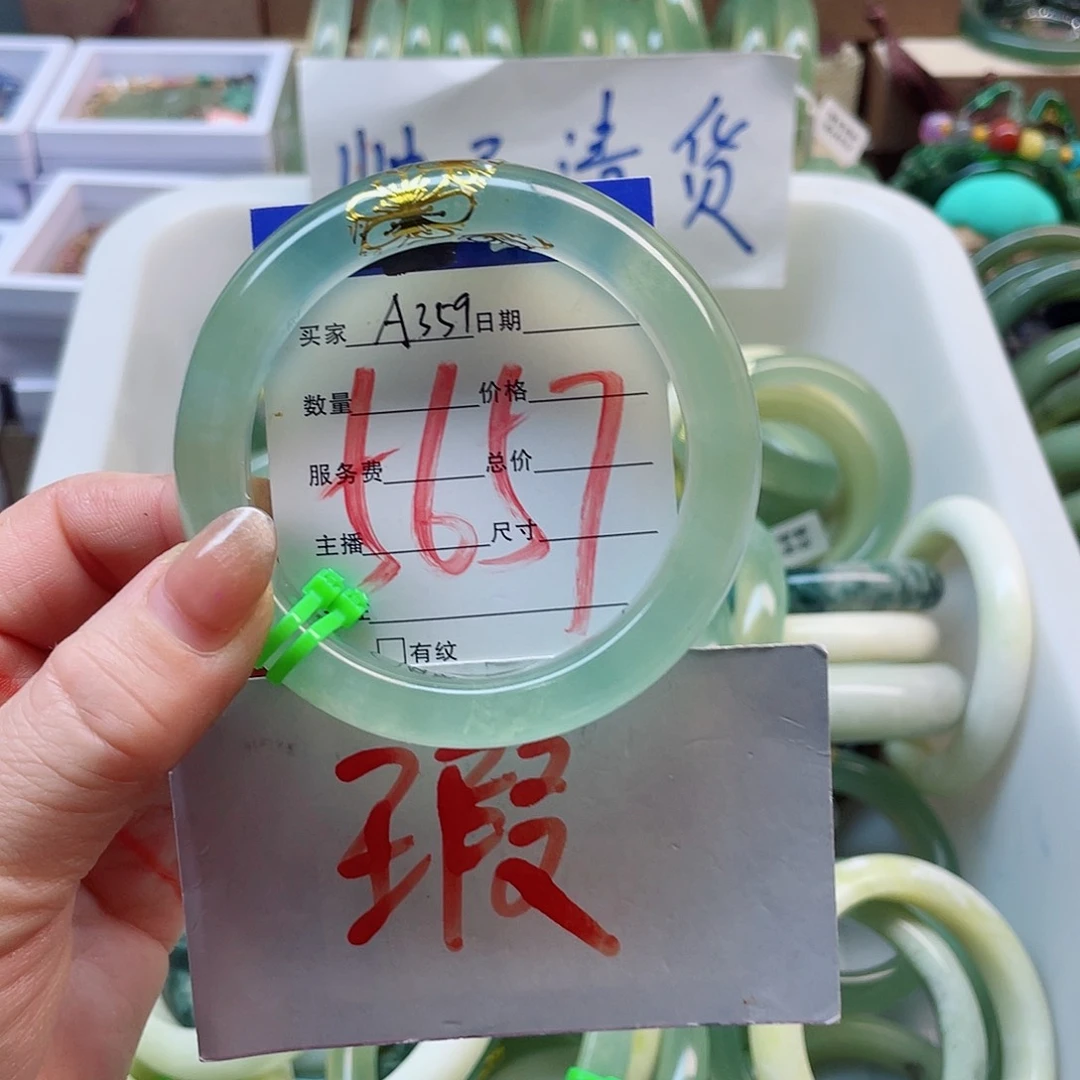 清货
买家 A359 日期
数量 价格
服务费 总价
主播 尺寸
5657
有纹
瑕